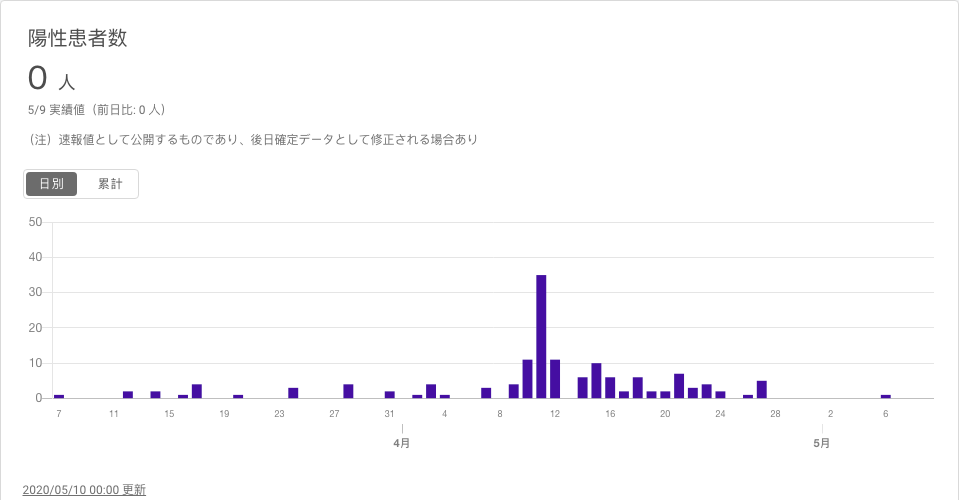 陽性患者数
0 人
5/9 実績値（前日比: 0 人）
（注）速報値として公開するものであり、後日確定データとして修正される場合あり
日別 累計
50
40
30
20
10
0
7 11 15 19 23 27 31 4 8 12 16 20 24 28 2 6
4月 5月
2020/05/10 00:00 更新